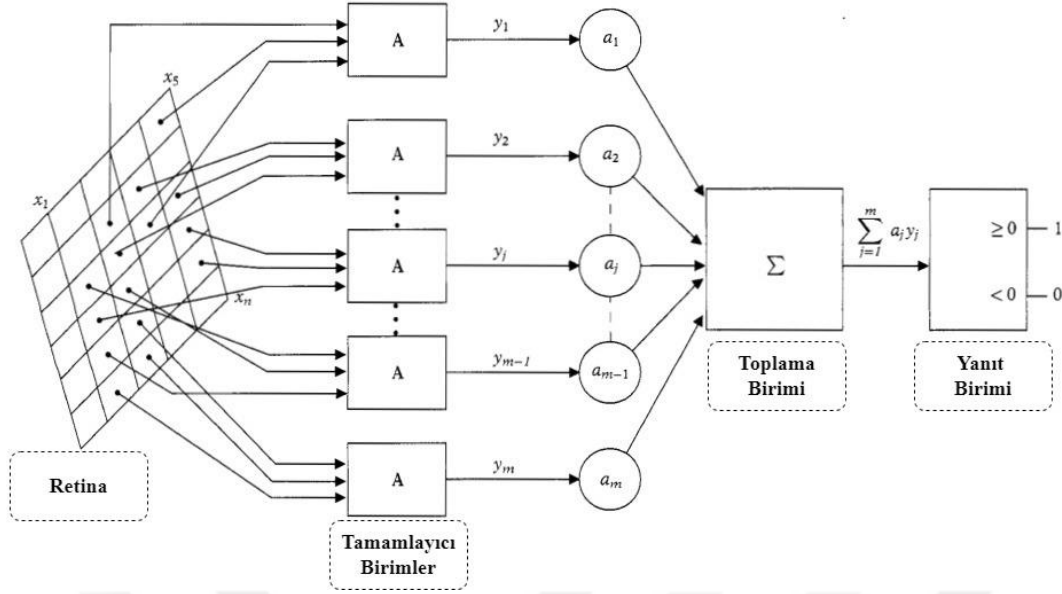 x₁
x₅
xₙ
Retina
A
A
A
A
A
Tamamlayıcı
Birimler
y₁
y₂
yⱼ
yₘ₋₁
yₘ
a₁
a₂
aⱼ
aₘ₋₁
aₘ
Σ
Toplama
Birimi
m
∑ aⱼyⱼ
j=1
≥ 0 1
< 0 0
Yanıt
Birimi